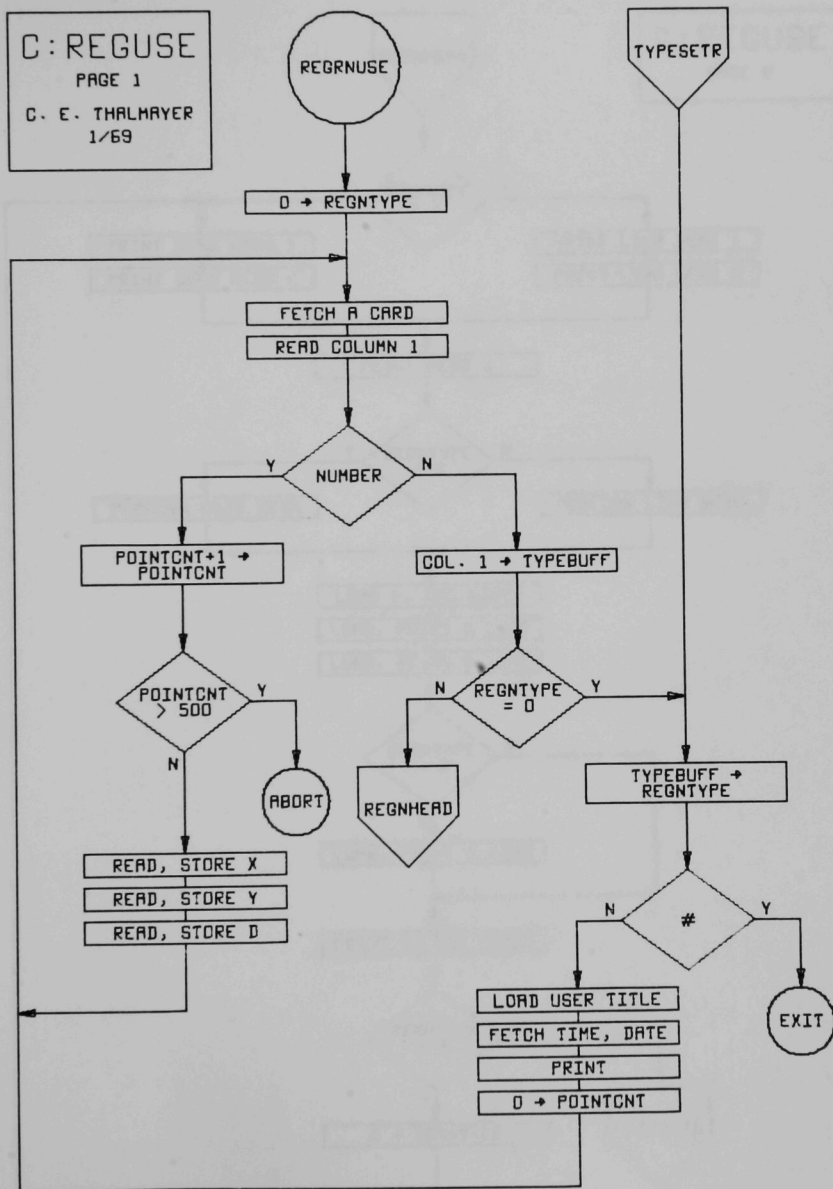 C:REGUSE
PAGE 1
C. E. THALMAYER
1/69
REGRNUSE
TYPESETR
0 → REGNTYPE
FETCH A CARD
READ COLUMN 1
NUMBER
Y
N
POINTCNT+1 →
POINTCNT
COL. 1 → TYPEBUFF
POINTCNT
> 500
Y
N
REGNTYPE
= 0
N
Y
ABORT
REGNHEAD
TYPEBUFF →
REGNTYPE
READ, STORE X
READ, STORE Y
READ, STORE D
#
N
Y
LOAD USER TITLE
FETCH TIME, DATE
PRINT
0 → POINTCNT
EXIT